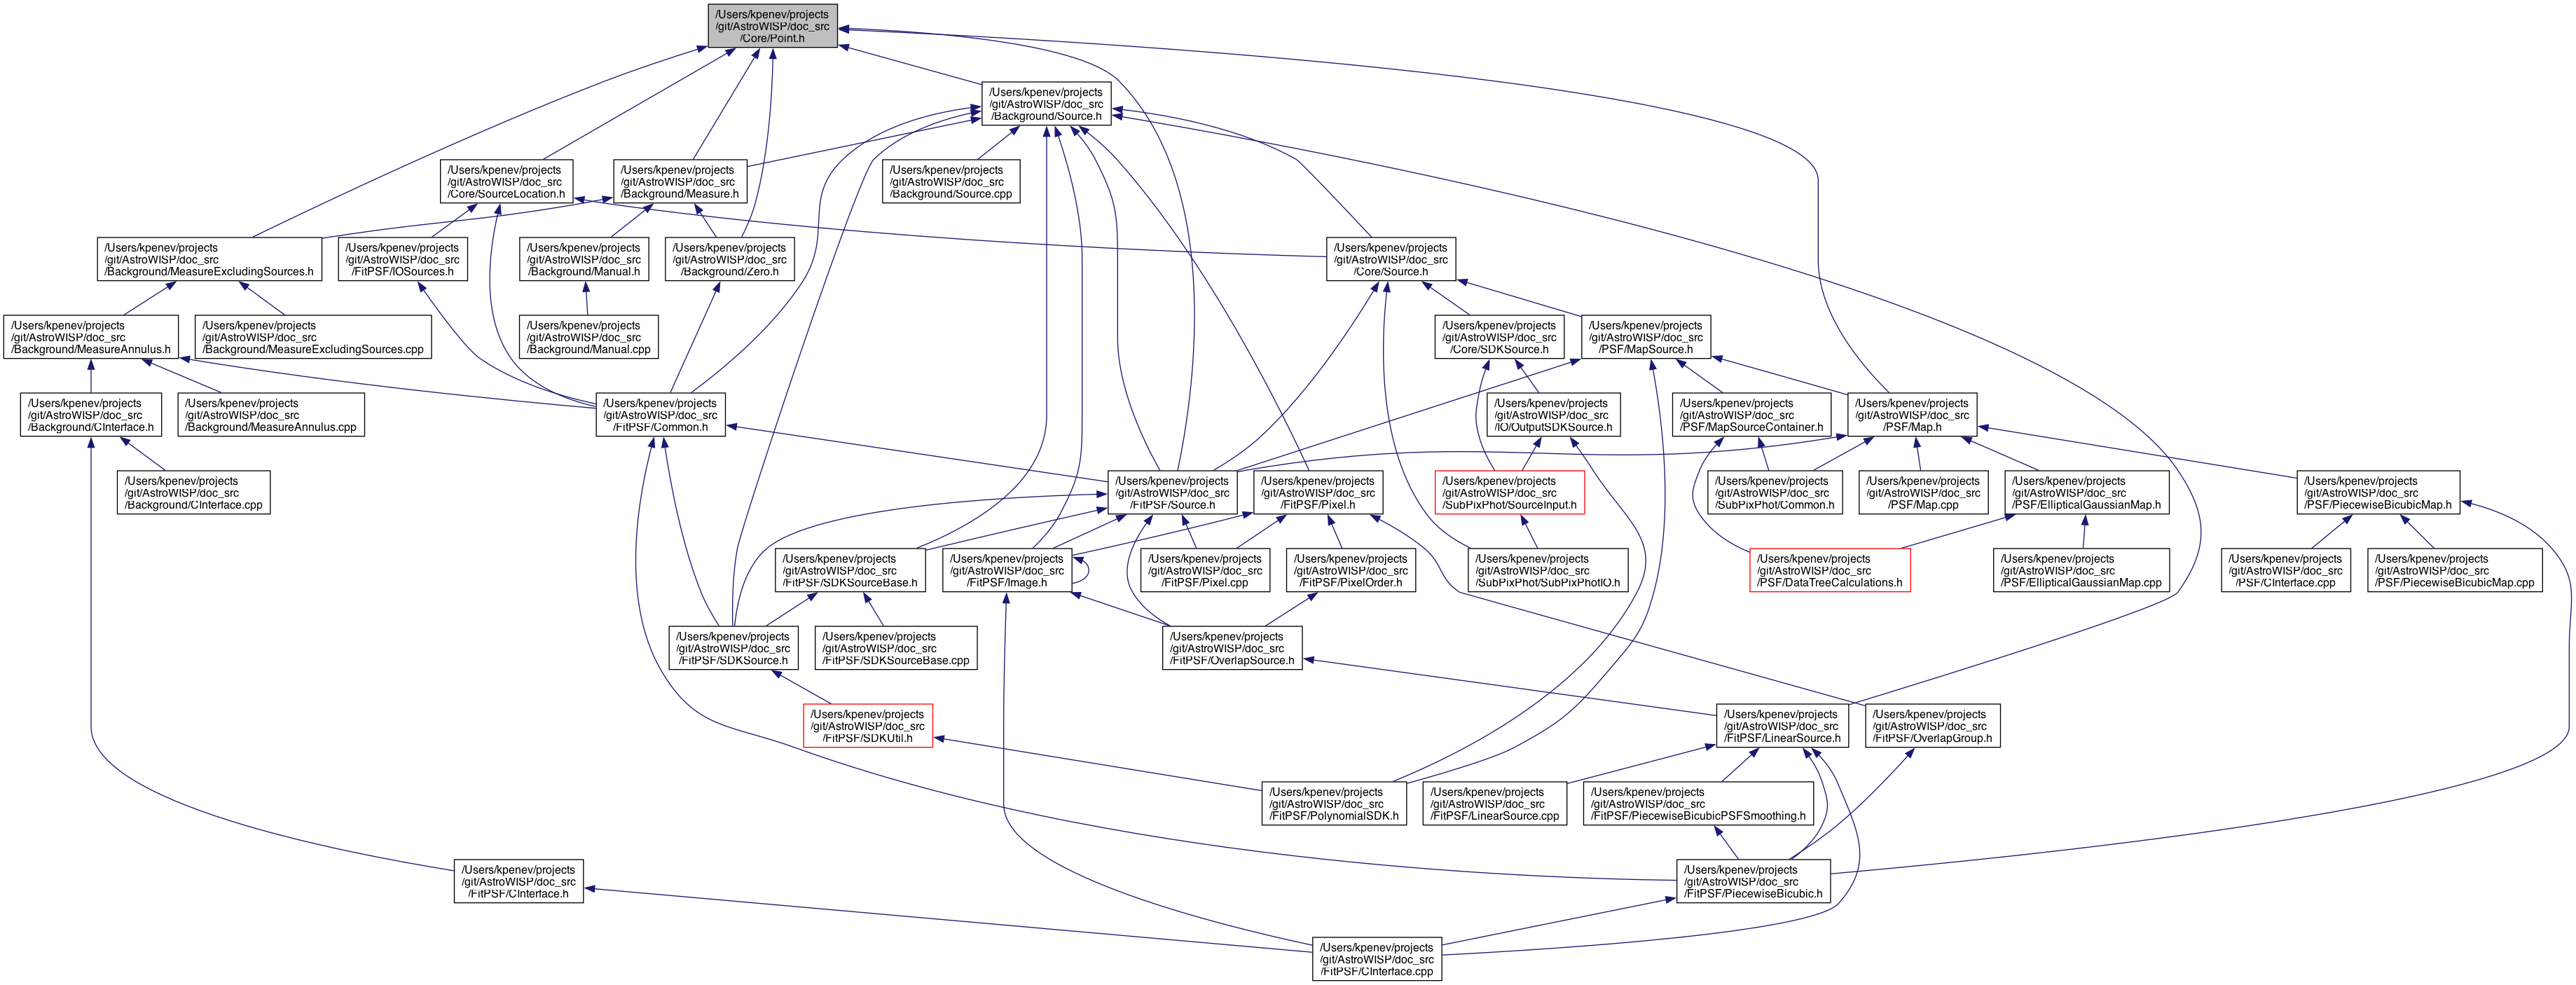 /Users/kpenev/projects
/git/AstroWISP/doc_src
/Core/Point.h
/Users/kpenev/projects
/git/AstroWISP/doc_src
/Background/Source.h
/Users/kpenev/projects
/git/AstroWISP/doc_src
/Core/SourceLocation.h
/Users/kpenev/projects
/git/AstroWISP/doc_src
/Background/Measure.h
/Users/kpenev/projects
/git/AstroWISP/doc_src
/Background/Source.cpp
/Users/kpenev/projects
/git/AstroWISP/doc_src
/Background/MeasureExcludingSources.h
/Users/kpenev/projects
/git/AstroWISP/doc_src
/FitPSF/IOSources.h
/Users/kpenev/projects
/git/AstroWISP/doc_src
/Background/Manual.h
/Users/kpenev/projects
/git/AstroWISP/doc_src
/Background/Zero.h
/Users/kpenev/projects
/git/AstroWISP/doc_src
/Core/Source.h
/Users/kpenev/projects
/git/AstroWISP/doc_src
/Background/MeasureAnnulus.h
/Users/kpenev/projects
/git/AstroWISP/doc_src
/Background/MeasureExcludingSources.cpp
/Users/kpenev/projects
/git/AstroWISP/doc_src
/Background/Manual.cpp
/Users/kpenev/projects
/git/AstroWISP/doc_src
/Core/SDKSource.h
/Users/kpenev/projects
/git/AstroWISP/doc_src
/PSF/MapSource.h
/Users/kpenev/projects
/git/AstroWISP/doc_src
/Background/CInterface.h
/Users/kpenev/projects
/git/AstroWISP/doc_src
/Background/MeasureAnnulus.cpp
/Users/kpenev/projects
/git/AstroWISP/doc_src
/FitPSF/Common.h
/Users/kpenev/projects
/git/AstroWISP/doc_src
/IO/OutputSDKSource.h
/Users/kpenev/projects
/git/AstroWISP/doc_src
/PSF/MapSourceContainer.h
/Users/kpenev/projects
/git/AstroWISP/doc_src
/PSF/Map.h
/Users/kpenev/projects
/git/AstroWISP/doc_src
/Background/CInterface.cpp
/Users/kpenev/projects
/git/AstroWISP/doc_src
/FitPSF/Source.h
/Users/kpenev/projects
/git/AstroWISP/doc_src
/FitPSF/Pixel.h
/Users/kpenev/projects
/git/AstroWISP/doc_src
/SubPixPhot/SourceInput.h
/Users/kpenev/projects
/git/AstroWISP/doc_src
/SubPixPhot/Common.h
/Users/kpenev/projects
/git/AstroWISP/doc_src
/PSF/Map.cpp
/Users/kpenev/projects
/git/AstroWISP/doc_src
/PSF/EllipticalGaussianMap.h
/Users/kpenev/projects
/git/AstroWISP/doc_src
/PSF/PiecewiseBicubicMap.h
/Users/kpenev/projects
/git/AstroWISP/doc_src
/FitPSF/SDKSourceBase.h
/Users/kpenev/projects
/git/AstroWISP/doc_src
/FitPSF/Image.h
/Users/kpenev/projects
/git/AstroWISP/doc_src
/FitPSF/Pixel.cpp
/Users/kpenev/projects
/git/AstroWISP/doc_src
/FitPSF/PixelOrder.h
/Users/kpenev/projects
/git/AstroWISP/doc_src
/SubPixPhot/SubPixPhotIO.h
/Users/kpenev/projects
/git/AstroWISP/doc_src
/PSF/DataTreeCalculations.h
/Users/kpenev/projects
/git/AstroWISP/doc_src
/PSF/EllipticalGaussianMap.cpp
/Users/kpenev/projects
/git/AstroWISP/doc_src
/PSF/CInterface.cpp
/Users/kpenev/projects
/git/AstroWISP/doc_src
/PSF/PiecewiseBicubicMap.cpp
/Users/kpenev/projects
/git/AstroWISP/doc_src
/FitPSF/SDKSource.h
/Users/kpenev/projects
/git/AstroWISP/doc_src
/FitPSF/SDKSourceBase.cpp
/Users/kpenev/projects
/git/AstroWISP/doc_src
/FitPSF/OverlapSource.h
/Users/kpenev/projects
/git/AstroWISP/doc_src
/FitPSF/SDKUtil.h
/Users/kpenev/projects
/git/AstroWISP/doc_src
/FitPSF/LinearSource.h
/Users/kpenev/projects
/git/AstroWISP/doc_src
/FitPSF/OverlapGroup.h
/Users/kpenev/projects
/git/AstroWISP/doc_src
/FitPSF/PolynomialSDK.h
/Users/kpenev/projects
/git/AstroWISP/doc_src
/FitPSF/LinearSource.cpp
/Users/kpenev/projects
/git/AstroWISP/doc_src
/FitPSF/PiecewiseBicubicPSFSmoothing.h
/Users/kpenev/projects
/git/AstroWISP/doc_src
/FitPSF/CInterface.h
/Users/kpenev/projects
/git/AstroWISP/doc_src
/FitPSF/PiecewiseBicubic.h
/Users/kpenev/projects
/git/AstroWISP/doc_src
/FitPSF/CInterface.cpp